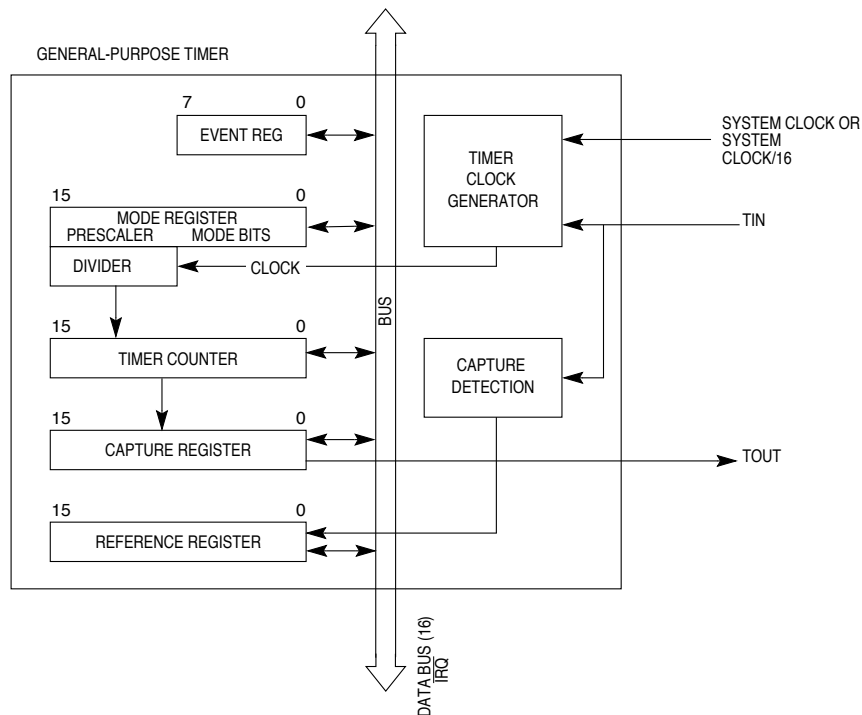 GENERAL-PURPOSE TIMER
7 0
EVENT REG
15 0
MODE REGISTER
PRESCALER MODE BITS
DIVIDER
CLOCK
15 0
TIMER COUNTER
15 0
CAPTURE REGISTER
15 0
REFERENCE REGISTER
BUS
TIMER
CLOCK
GENERATOR
CAPTURE
DETECTION
SYSTEM CLOCK OR
SYSTEM
CLOCK/16
TIN
TOUT
DATA BUS (16)
IRQ